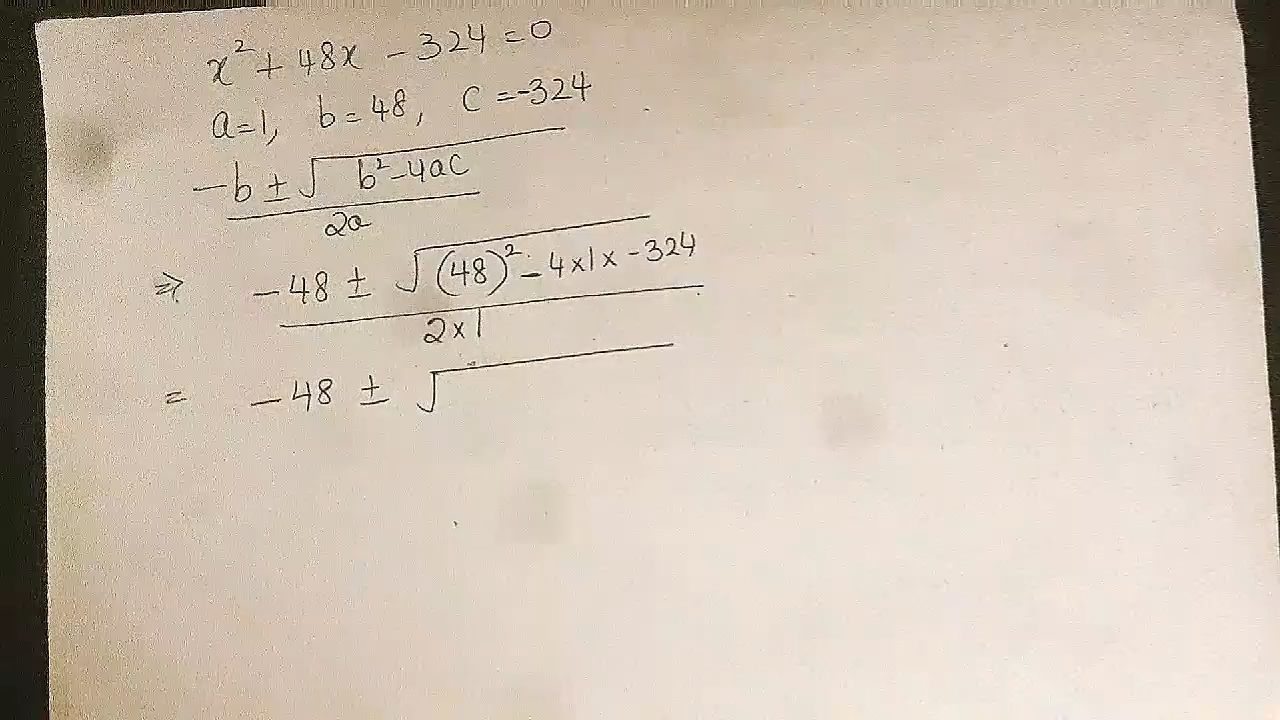 x² + 48x - 324 = 0
a=1, b=48, c=-324
-b ± √b²-4ac
2a
⇒ -48 ± √(48)² - 4×1× -324
2×1
= -48 ± √